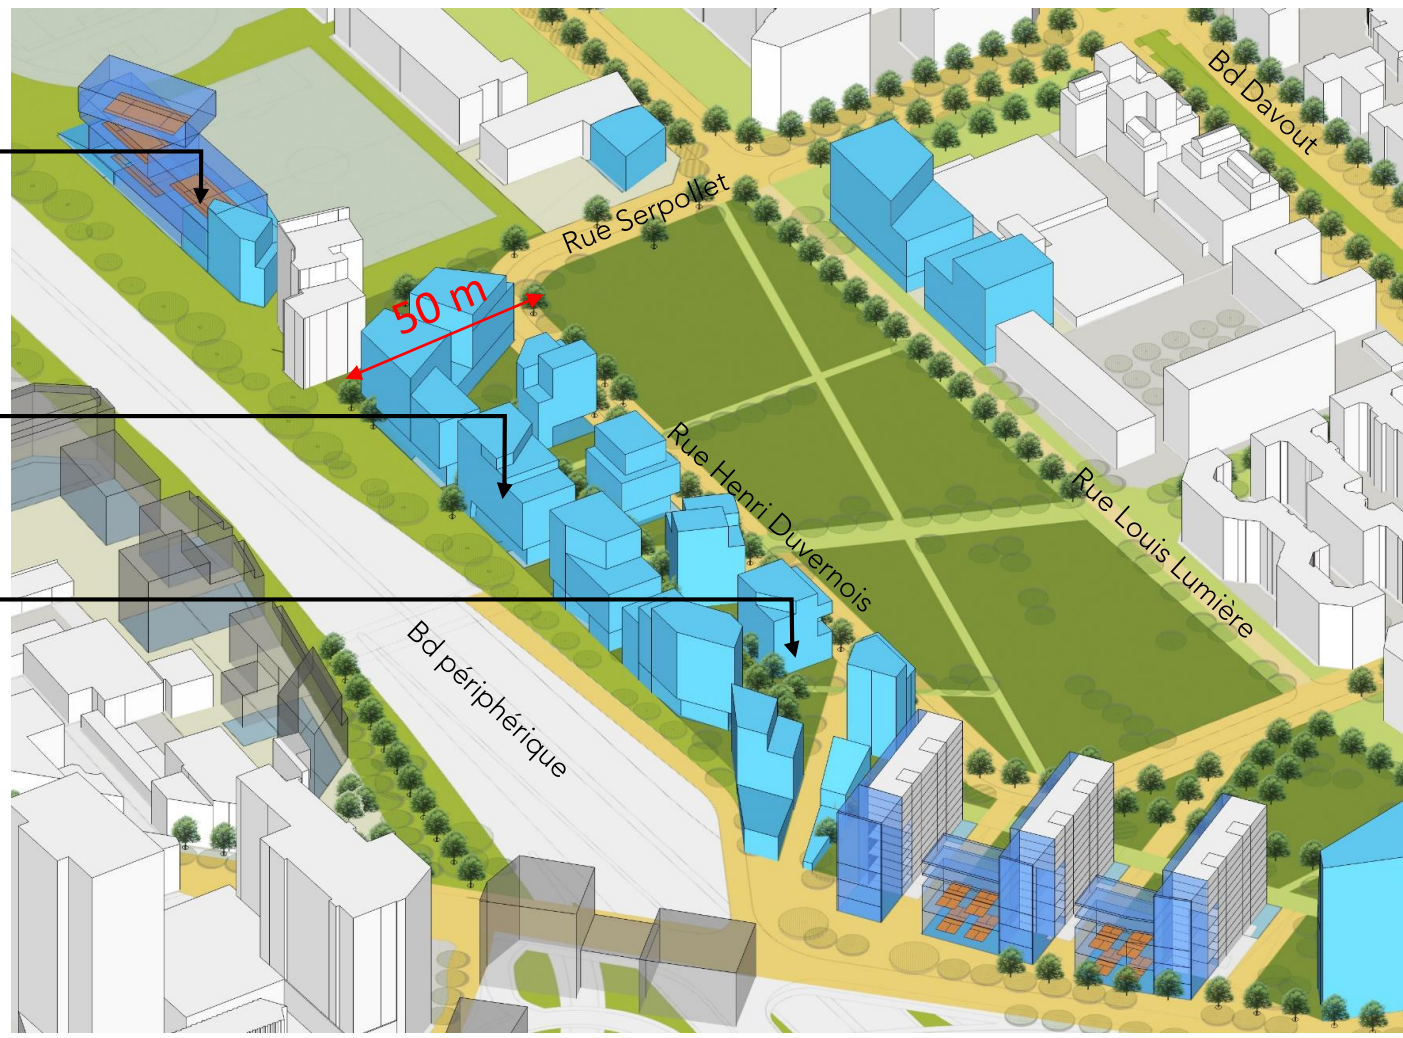 Bd Davout
Rue Serpollet
50 m
Rue Henri Duvernois
Rue Louis Lumière
Bd périphérique